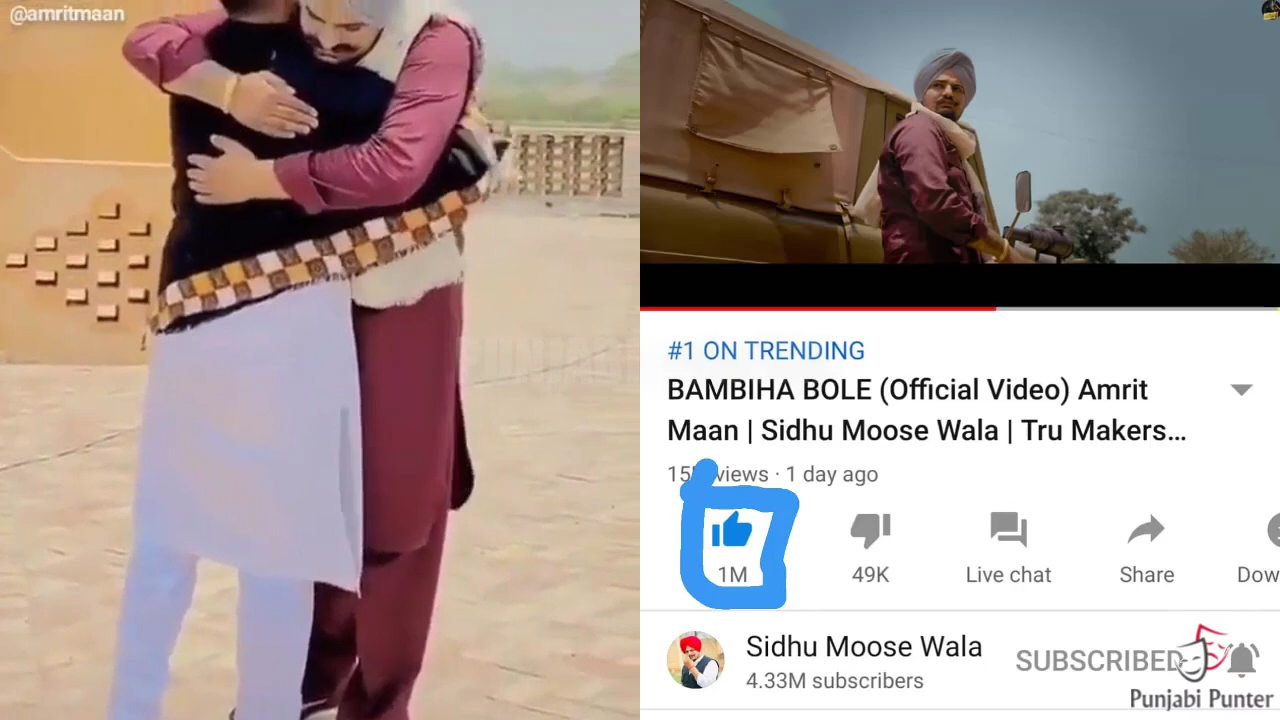 @amritmaan
#1 ON TRENDING
BAMBIHA BOLE (Official Video) Amrit
Maan | Sidhu Moose Wala | Tru Makers...
views · 1 day ago
1M
49K
Live chat
Share
Dow
Sidhu Moose Wala
4.33M subscribers
SUBSCRIBED
Punjabi Punter